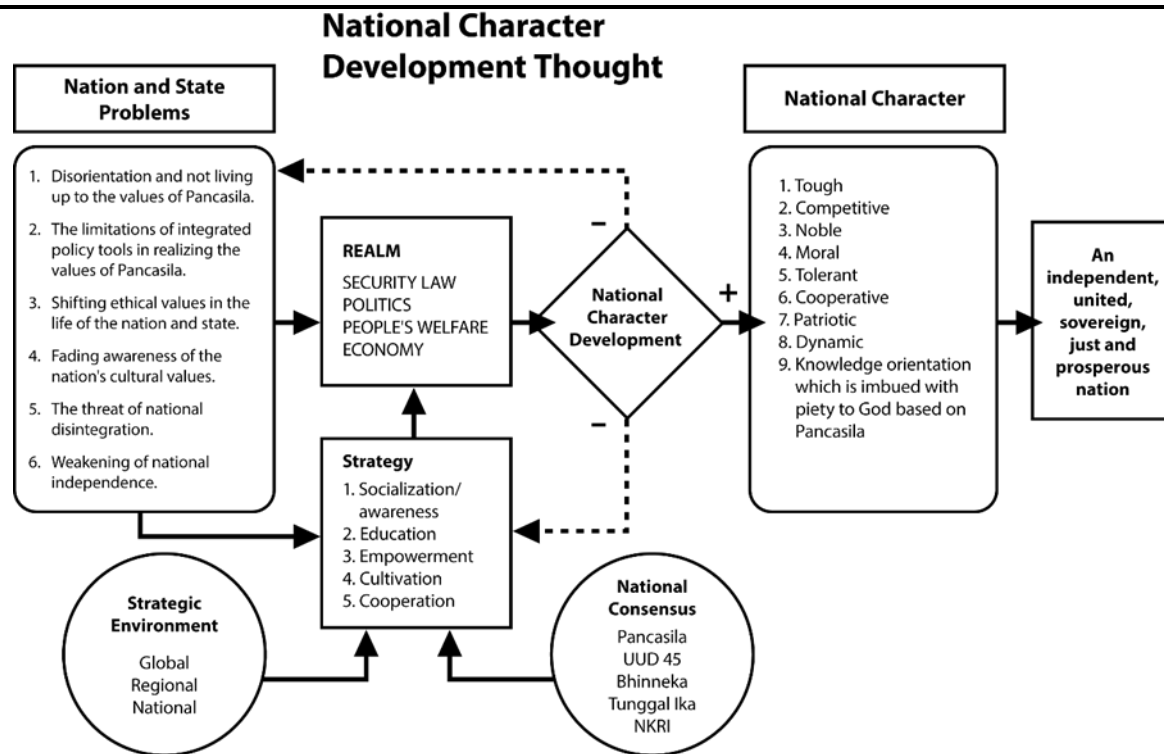 National Character
Development Thought
Nation and State
Problems
1. Disorientation and not living
up to the values of Pancasila.
2. The limitations of integrated
policy tools in realizing the
values of Pancasila.
3. Shifting ethical values in the
life of the nation and state.
4. Fading awareness of the
nation's cultural values.
5. The threat of national
disintegration.
6. Weakening of national
independence.
REALM
SECURITY LAW
POLITICS
PEOPLE'S WELFARE
ECONOMY
Strategy
1. Socialization/
awareness
2. Education
3. Empowerment
4. Cultivation
5. Cooperation
Strategic
Environment
Global
Regional
National
National
Consensus
Pancasila
UUD 45
Bhinneka
Tunggal Ika
NKRI
–
National
Character
Development
–
+
National Character
1. Tough
2. Competitive
3. Noble
4. Moral
5. Tolerant
6. Cooperative
7. Patriotic
8. Dynamic
9. Knowledge orientation
which is imbued with
piety to God based on
Pancasila
An
independent,
united,
sovereign,
just and
prosperous
nation